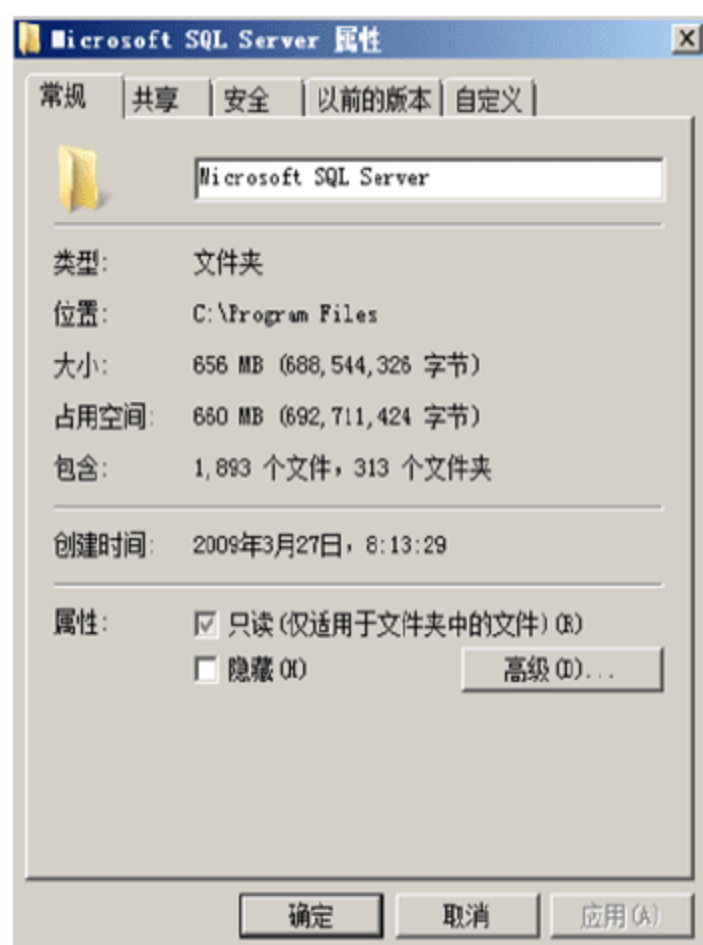 Microsoft SQL Server 属性
常规 共享 安全 以前的版本 自定义
Microsoft SQL Server
类型: 文件夹
位置: C:\Program Files
大小: 656 MB (688,544,326 字节)
占用空间: 660 MB (692,711,424 字节)
包含: 1,893 个文件，313 个文件夹
创建时间: 2009年3月27日，8:13:29
属性: 只读(仅适用于文件夹中的文件)(R)
隐藏(H) 高级(D)...
确定 取消 应用(A)